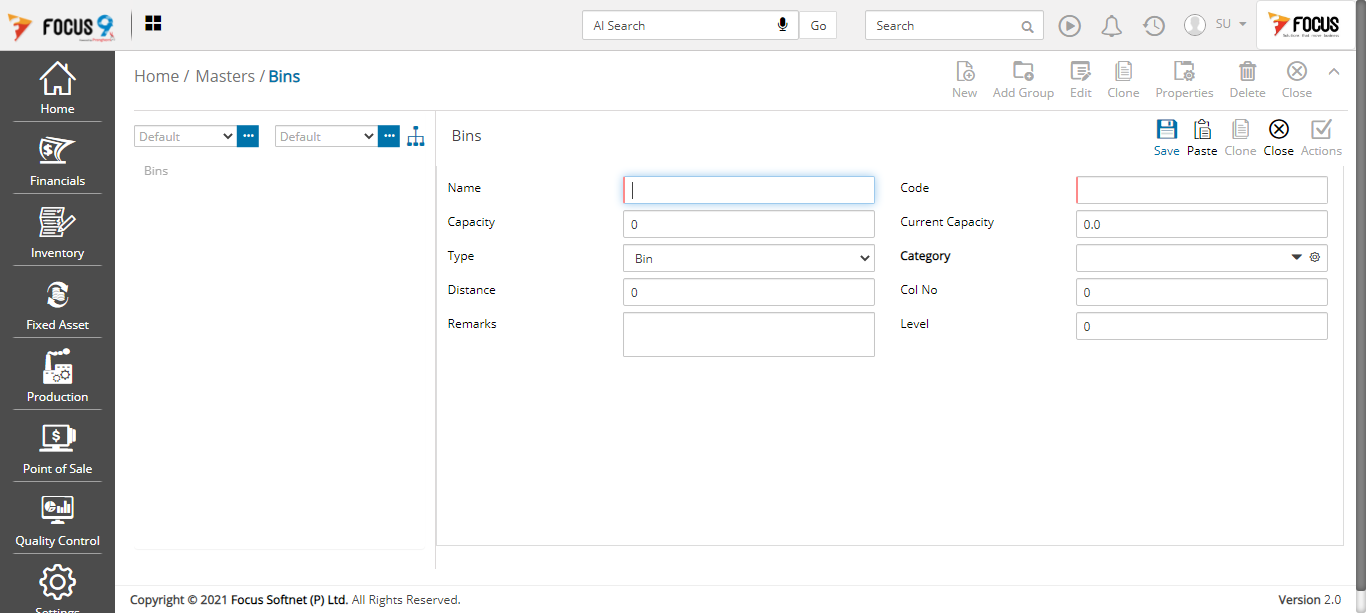 FOCUS 9
AI Search
Go
Search
SU
FOCUS
Home
Financials
Inventory
Fixed Asset
Production
Point of Sale
Quality Control
Settings
Home / Masters / Bins
New
Add Group
Edit
Clone
Properties
Delete
Close
Default
Default
Bins
Bins
Save
Paste
Clone
Close
Actions
Name
Code
Capacity
0
Current Capacity
0.0
Type
Bin
Category
Distance
0
Col No
0
Remarks
Level
0
Copyright © 2021 Focus Softnet (P) Ltd. All Rights Reserved.
Version 2.0